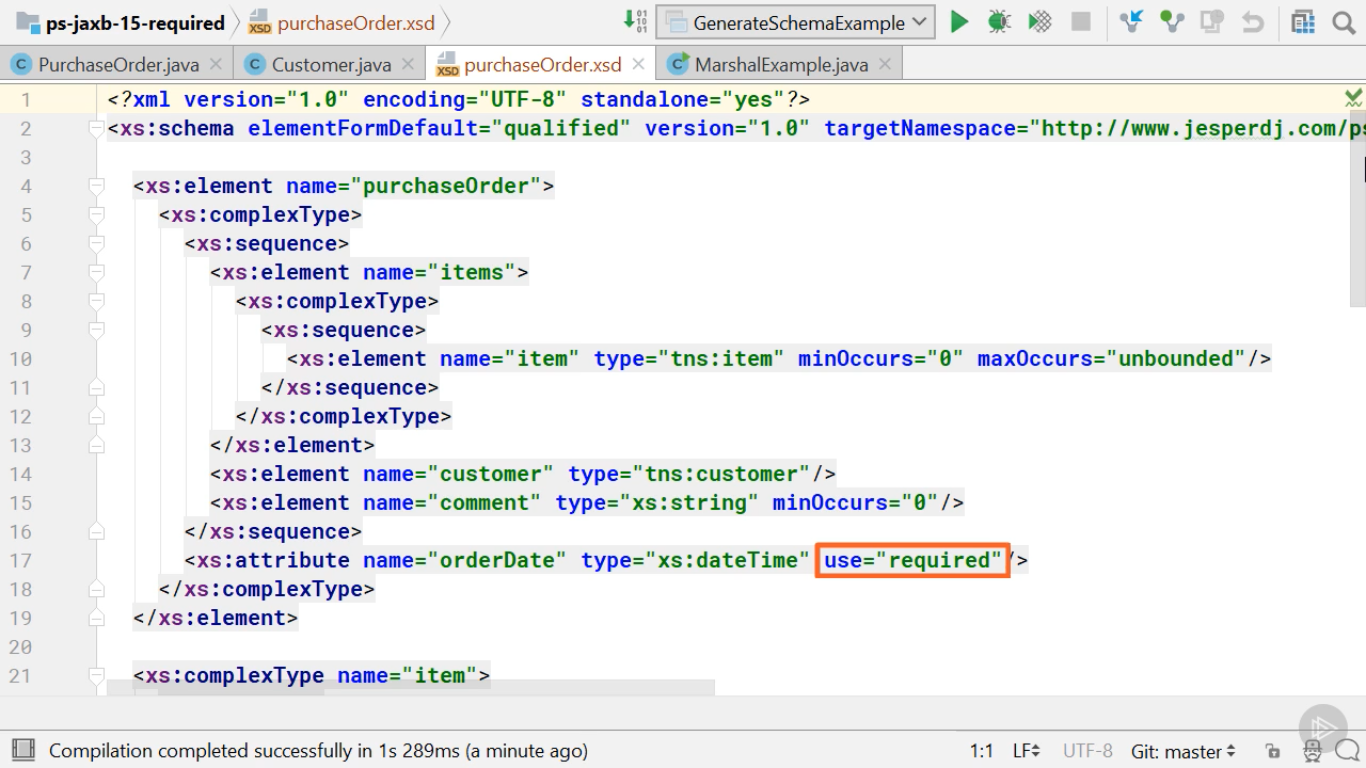 ps-jaxb-15-required purchaseOrder.xsd GenerateSchemaExample
PurchaseOrder.java Customer.java purchaseOrder.xsd MarshalExample.java
1 <?xml version="1.0" encoding="UTF-8" standalone="yes"?>
2 <xs:schema elementFormDefault="qualified" version="1.0" targetNamespace="http://www.jesperdj.com/ps
3
4 <xs:element name="purchaseOrder">
5 <xs:complexType>
6 <xs:sequence>
7 <xs:element name="items">
8 <xs:complexType>
9 <xs:sequence>
10 <xs:element name="item" type="tns:item" minOccurs="0" maxOccurs="unbounded"/>
11 </xs:sequence>
12 </xs:complexType>
13 </xs:element>
14 <xs:element name="customer" type="tns:customer"/>
15 <xs:element name="comment" type="xs:string" minOccurs="0"/>
16 </xs:sequence>
17 <xs:attribute name="orderDate" type="xs:dateTime" use="required"/>
18 </xs:complexType>
19 </xs:element>
20
21 <xs:complexType name="item">
Compilation completed successfully in 1s 289ms (a minute ago) 1:1 LF UTF-8 Git: master